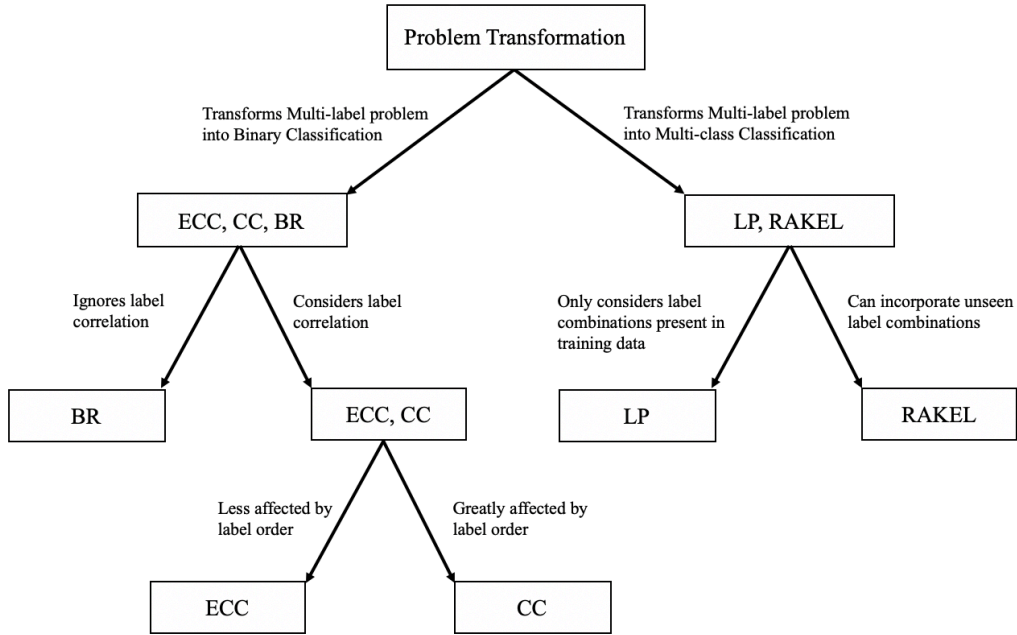 Problem Transformation
Transforms Multi-label problem
into Binary Classification
Transforms Multi-label problem
into Multi-class Classification
ECC, CC, BR
LP, RAKEL
Ignores label
correlation
Considers label
correlation
Only considers label
combinations present in
training data
Can incorporate unseen
label combinations
BR
ECC, CC
LP
RAKEL
Less affected by
label order
Greatly affected by
label order
ECC
CC